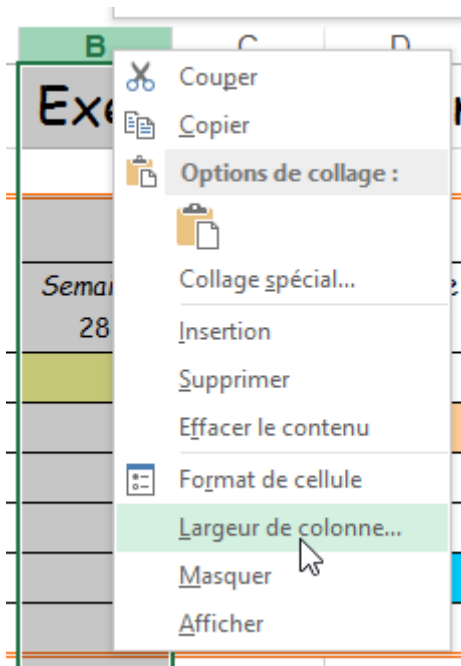 B C D
Exe
Couper
Copier
Options de collage :
Collage spécial...
Semai
28
Insertion
Supprimer
Effacer le contenu
Format de cellule
Largeur de colonne...
Masquer
Afficher